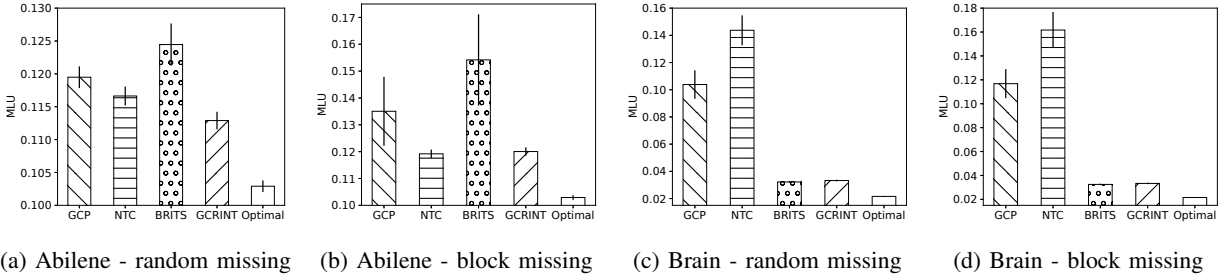 MLU
0.130
0.125
0.120
0.115
0.110
0.105
0.100
GCP NTC BRITS GCRINT Optimal
(a) Abilene - random missing
MLU
0.17
0.16
0.15
0.14
0.13
0.12
0.11
0.10
GCP NTC BRITS GCRINT Optimal
(b) Abilene - block missing
MLU
0.16
0.14
0.12
0.10
0.08
0.06
0.04
0.02
GCP NTC BRITS GCRINT Optimal
(c) Brain - random missing
MLU
0.18
0.16
0.14
0.12
0.10
0.08
0.06
0.04
0.02
GCP NTC BRITS GCRINT Optimal
(d) Brain - block missing